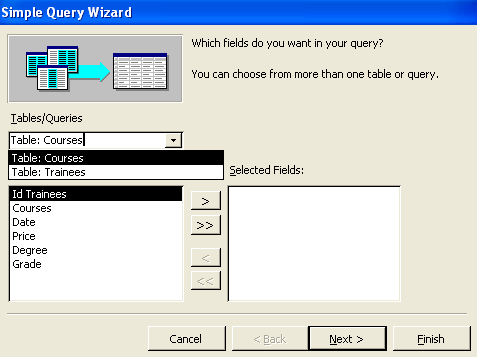 Simple Query Wizard
Which fields do you want in your query?
You can choose from more than one table or query.
Tables/Queries
Table: Courses
Table: Courses
Table: Trainees
Selected Fields:
Id Trainees
Courses
Date
Price
Degree
Grade
>
>>
<
<<
Cancel
< Back
Next >
Finish